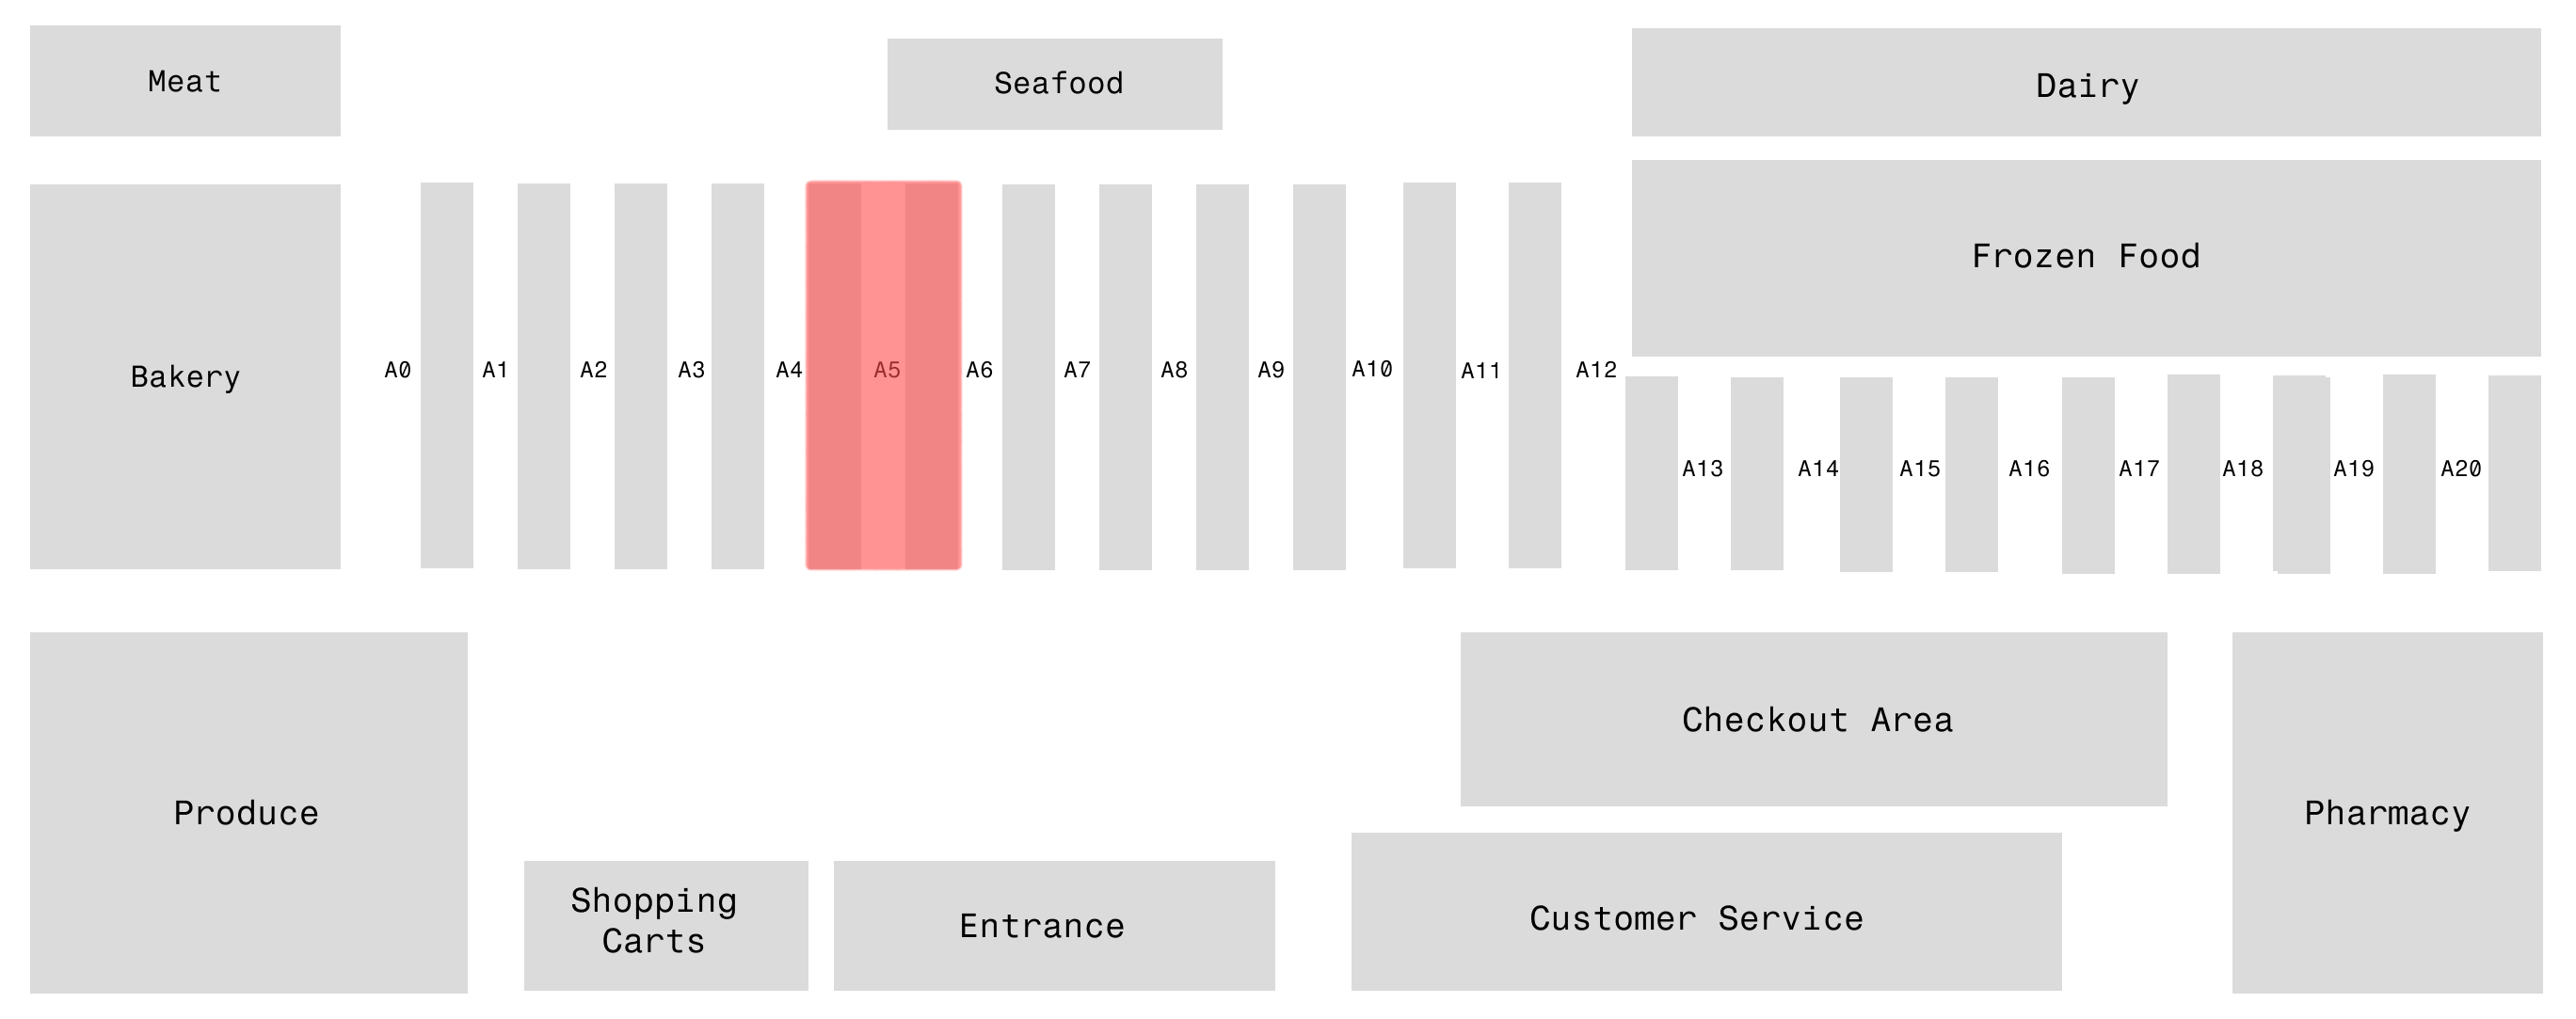 Meat
Seafood
Dairy
Frozen Food
Bakery
A0
A1
A2
A3
A4
A5
A6
A7
A8
A9
A10
A11
A12
A13
A14
A15
A16
A17
A18
A19
A20
Produce
Checkout Area
Pharmacy
Shopping
Carts
Entrance
Customer Service